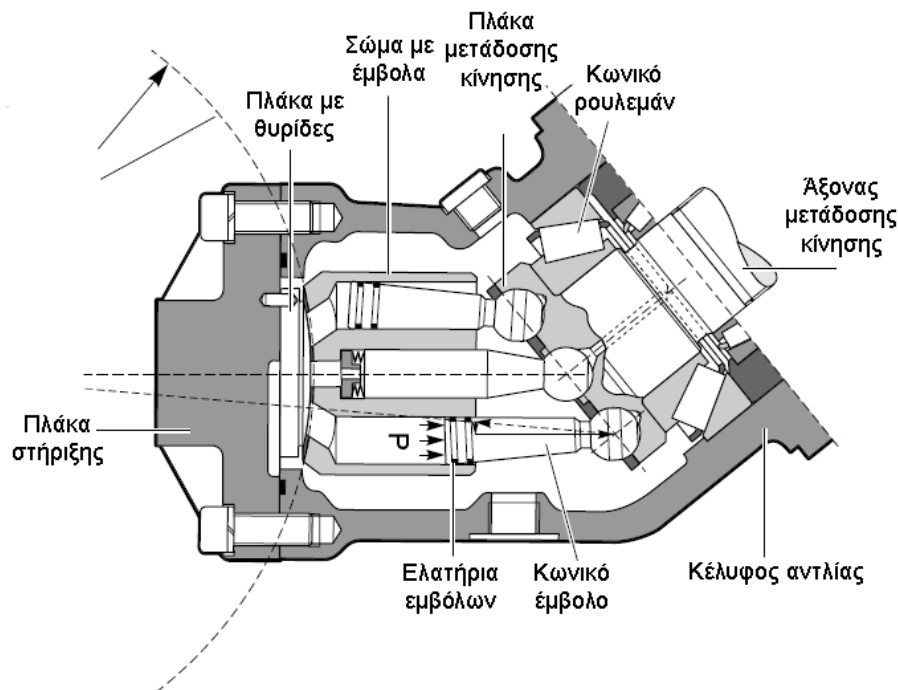 Πλάκα
μετάδοσης
κίνησης
Σώμα με
έμβολα
Κωνικό
ρουλεμάν
Πλάκα με
θυρίδες
Άξονας
μετάδοσης
κίνησης
Πλάκα
στήριξης
P
Ελατήρια
εμβόλων
Κωνικό
έμβολο
Κέλυφος αντλίας